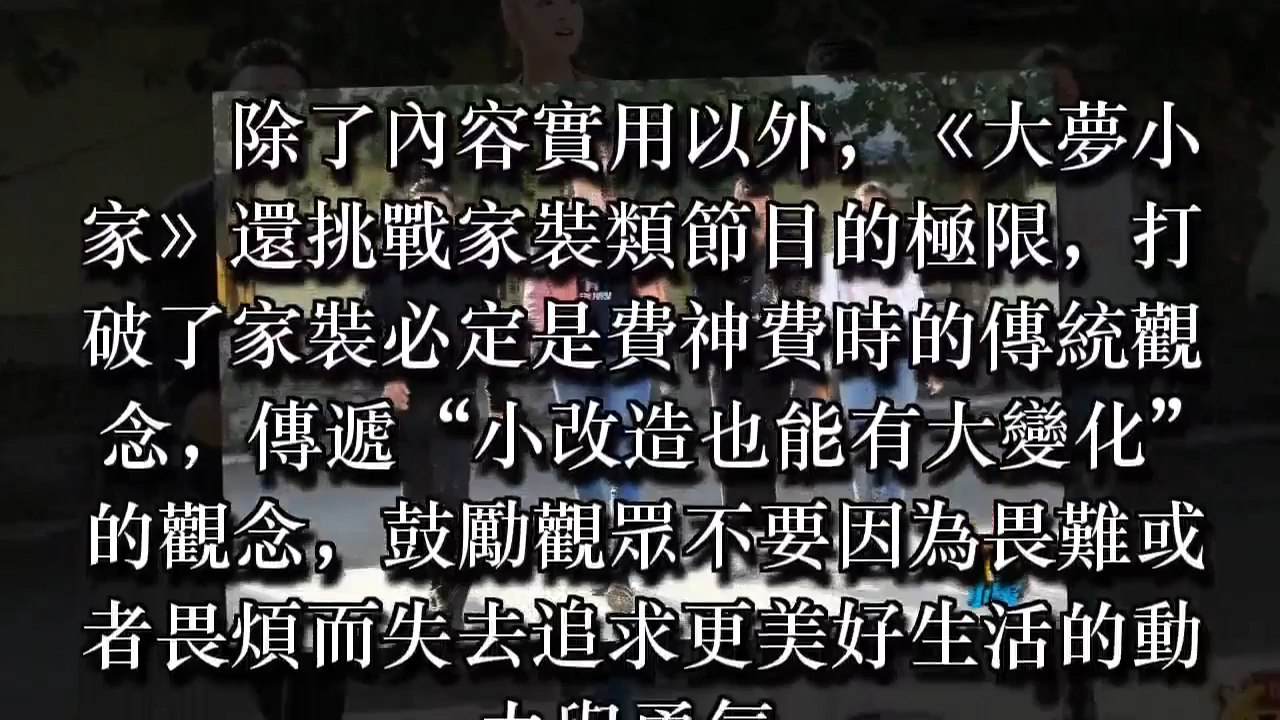 除了內容實用以外，《大夢小
家》還挑戰家裝類節目的極限，打
破了家裝必定是費神費時的傳統觀
念，傳遞“小改造也能有大變化”
的觀念，鼓勵觀眾不要因為畏難或
者畏煩而失去追求更美好生活的動
力與勇氣